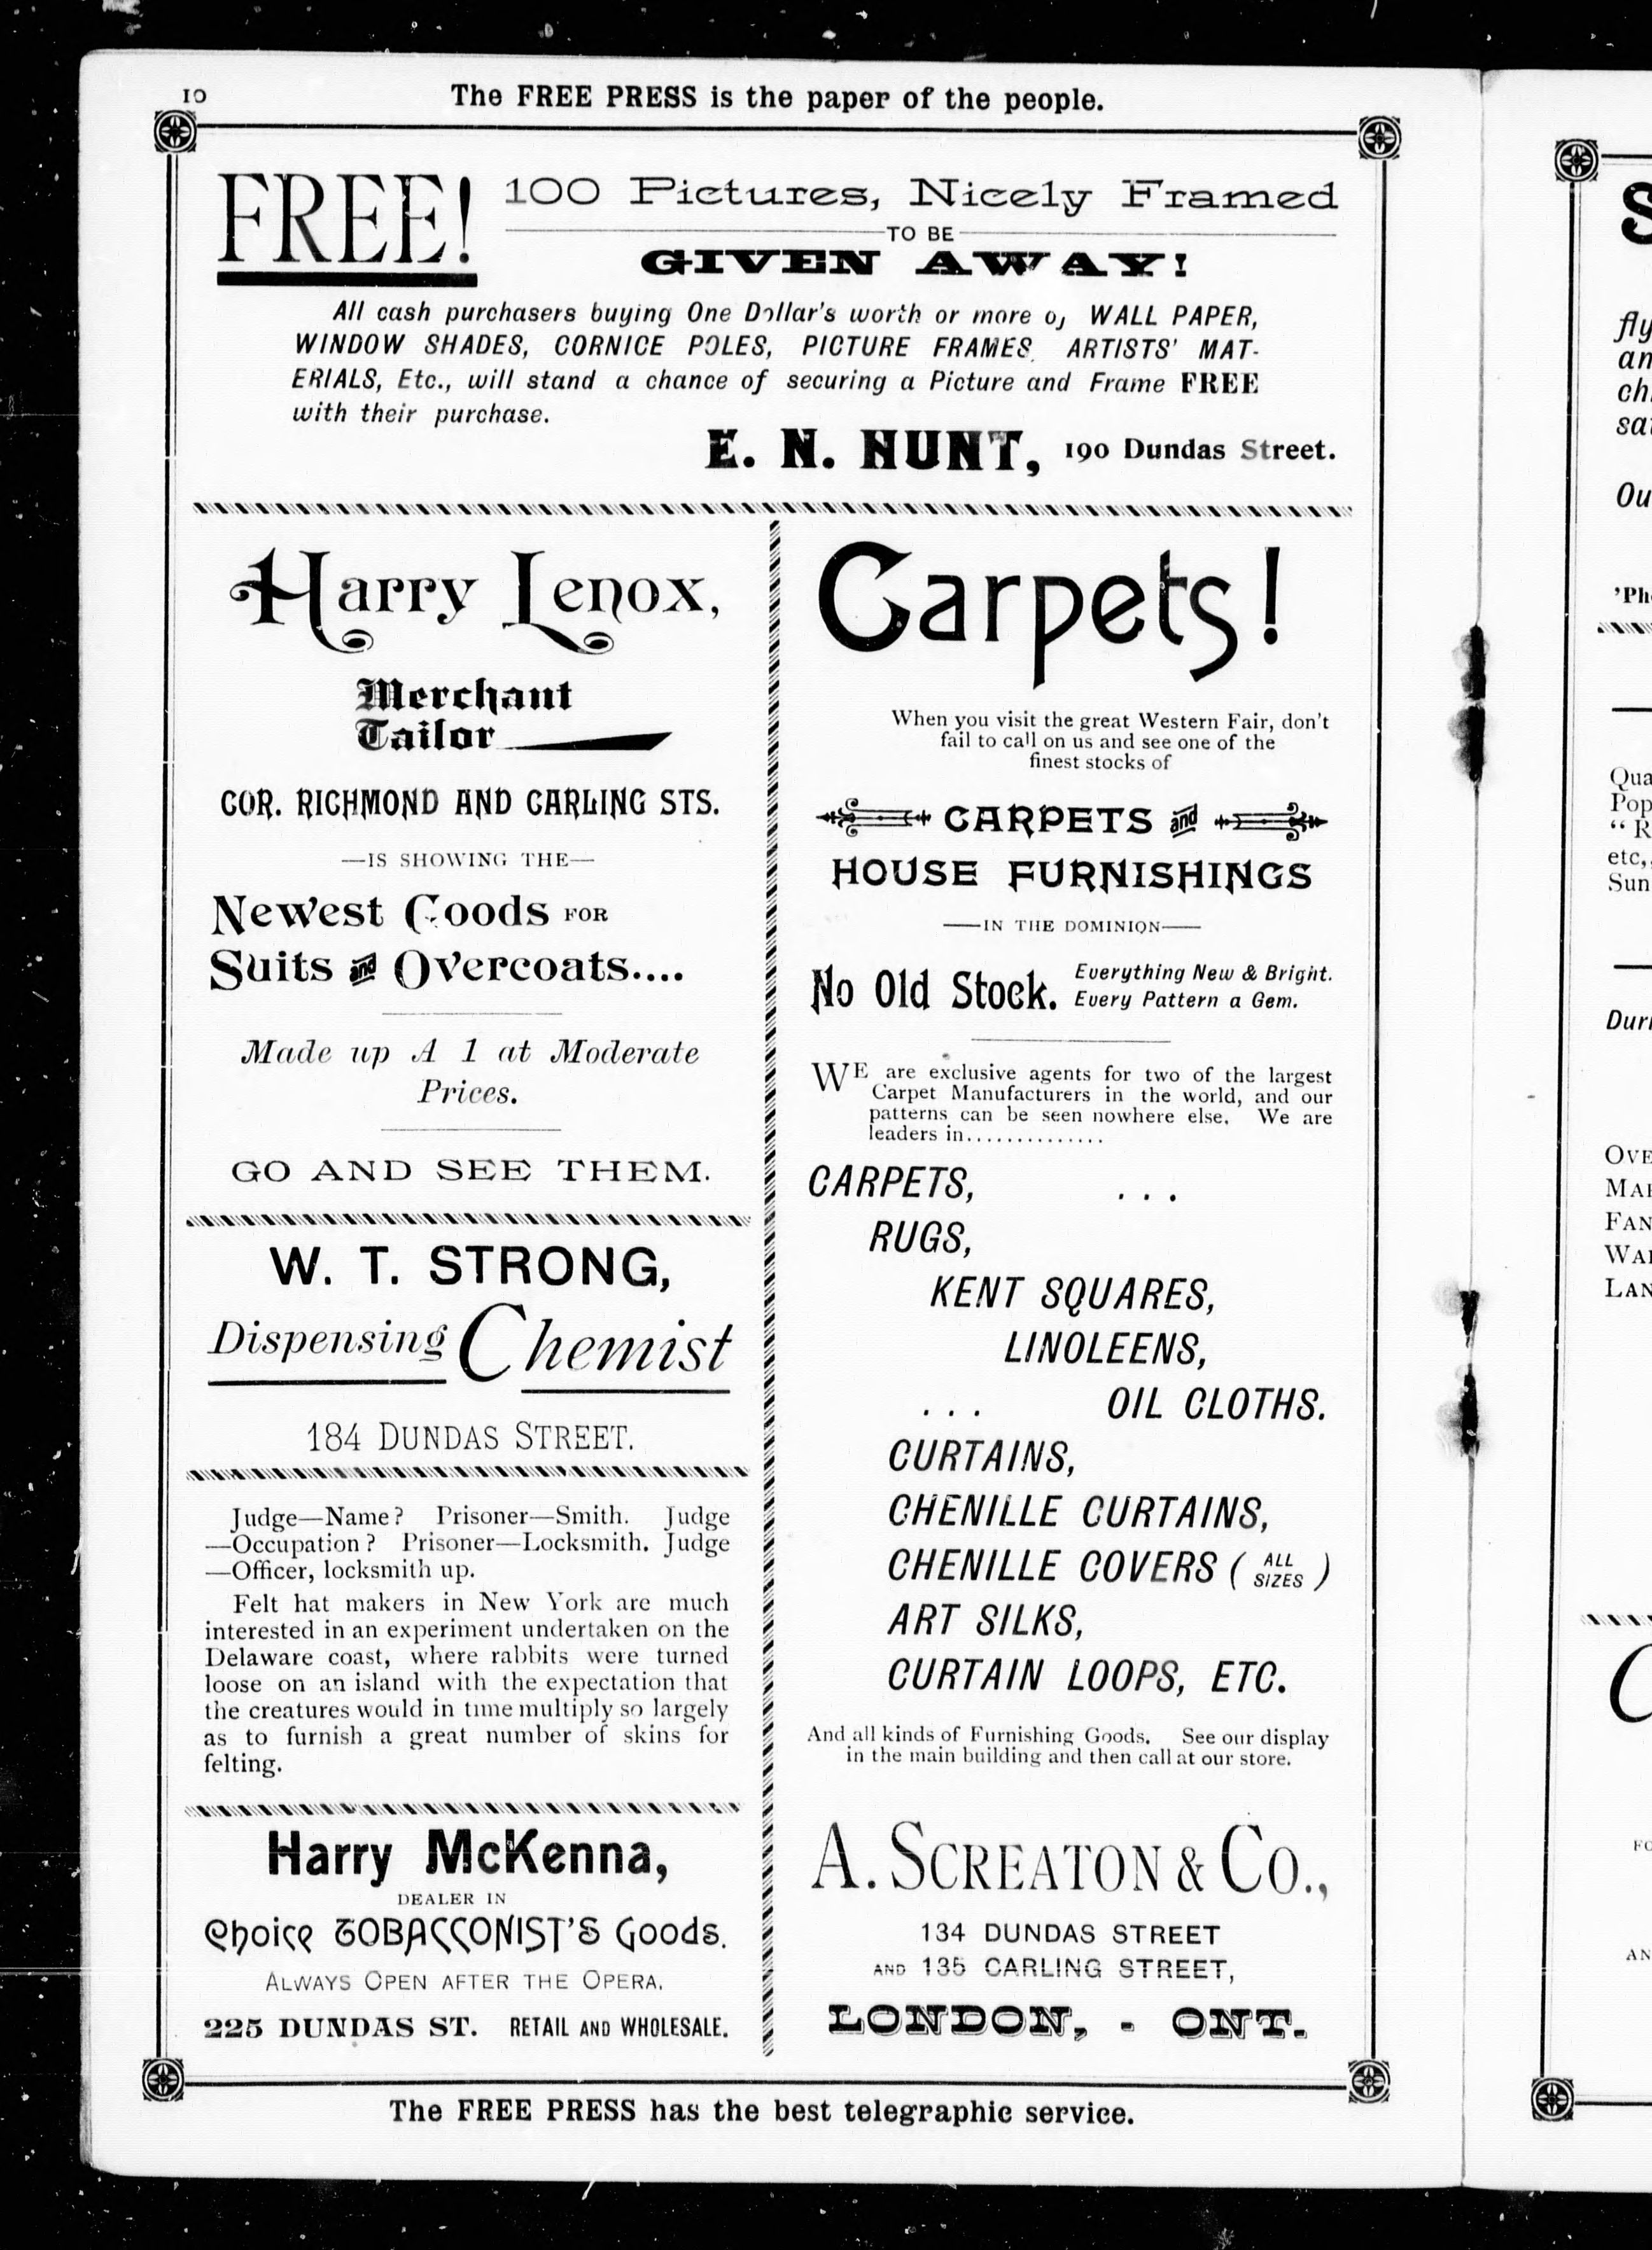 10
The FREE PRESS is the paper of the people.
FREE!
100 Pictures, Nicely Framed
TO BE
GIVEN AWAY!
All cash purchasers buying One Dollar's worth or more of WALL PAPER,
WINDOW SHADES, CORNICE POLES, PICTURE FRAMES, ARTISTS' MAT-
ERIALS, Etc., will stand a chance of securing a Picture and Frame FREE
with their purchase.
E. N. HUNT, 190 Dundas Street.
Harry Lenox,
Merchant
Tailor
COR. RICHMOND AND CARLING STS.
—IS SHOWING THE—
Newest Goods FOR
Suits and Overcoats....
Made up A 1 at Moderate
Prices.
GO AND SEE THEM.
W. T. STRONG,
Dispensing Chemist
184 DUNDAS STREET.
Judge—Name? Prisoner—Smith. Judge
—Occupation? Prisoner—Locksmith. Judge
—Officer, locksmith up.
Felt hat makers in New York are much
interested in an experiment undertaken on the
Delaware coast, where rabbits were turned
loose on an island with the expectation that
the creatures would in time multiply so largely
as to furnish a great number of skins for
felting.
Harry McKenna,
DEALER IN
Choice TOBACCONIST'S Goods.
ALWAYS OPEN AFTER THE OPERA.
225 DUNDAS ST. RETAIL AND WHOLESALE.
Carpets!
When you visit the great Western Fair, don't
fail to call on us and see one of the
finest stocks of
CARPETS and
HOUSE FURNISHINGS
—IN THE DOMINION—
No Old Stock. Everything New & Bright.
Every Pattern a Gem.
WE are exclusive agents for two of the largest
Carpet Manufacturers in the world, and our
patterns can be seen nowhere else. We are
leaders in..............
CARPETS, ...
RUGS,
KENT SQUARES,
LINOLEENS,
... OIL CLOTHS.
CURTAINS,
CHENILLE CURTAINS,
CHENILLE COVERS (ALL SIZES)
ART SILKS,
CURTAIN LOOPS, ETC.
And all kinds of Furnishing Goods. See our display
in the main building and then call at our store.
A. SCREATON & CO.,
134 DUNDAS STREET
AND 135 CARLING STREET,
LONDON, - ONT.
The FREE PRESS has the best telegraphic service.